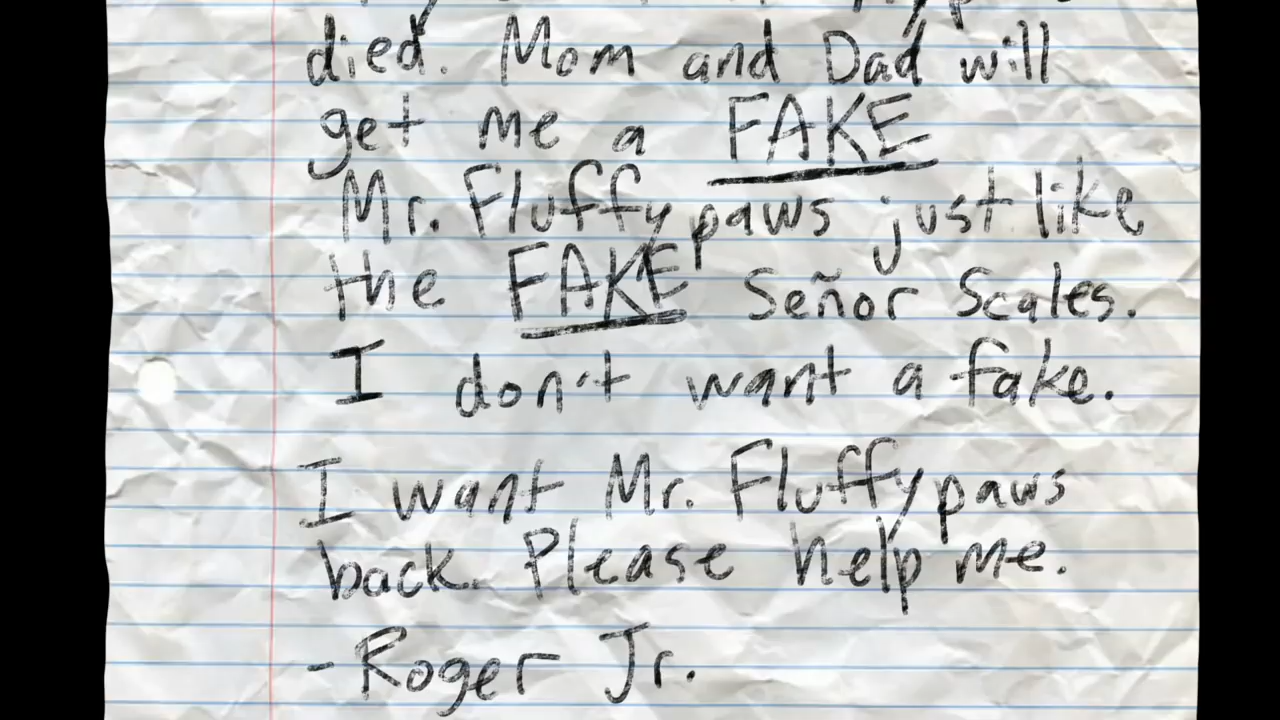 died. Mom and Dad will
get me a FAKE
Mr. Fluffypaws just like
the FAKE Señor Scales.
I don't want a fake.
I want Mr. Fluffypaws
back. Please help me.
-Roger Jr.